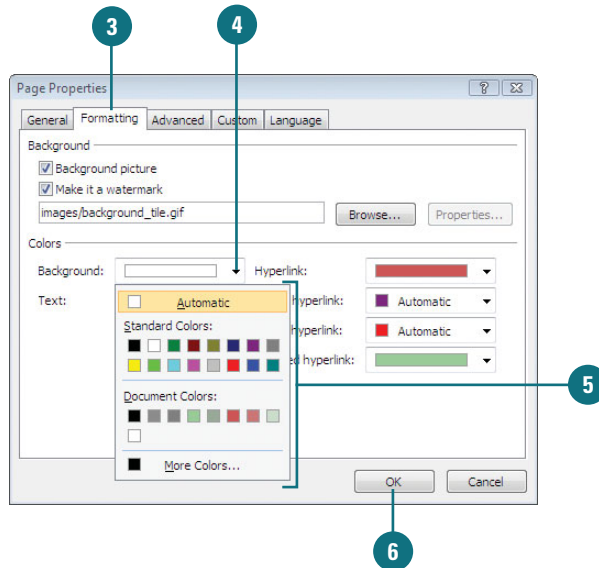 3
4
Page Properties
General Formatting Advanced Custom Language
Background
Background picture
Make it a watermark
images/background_tile.gif Browse... Properties...
Colors
Background: Hyperlink:
Text: hyperlink: Automatic
Automatic
Standard Colors:
hyperlink: Automatic
hyperlink:
5
Document Colors:
More Colors...
OK Cancel
6